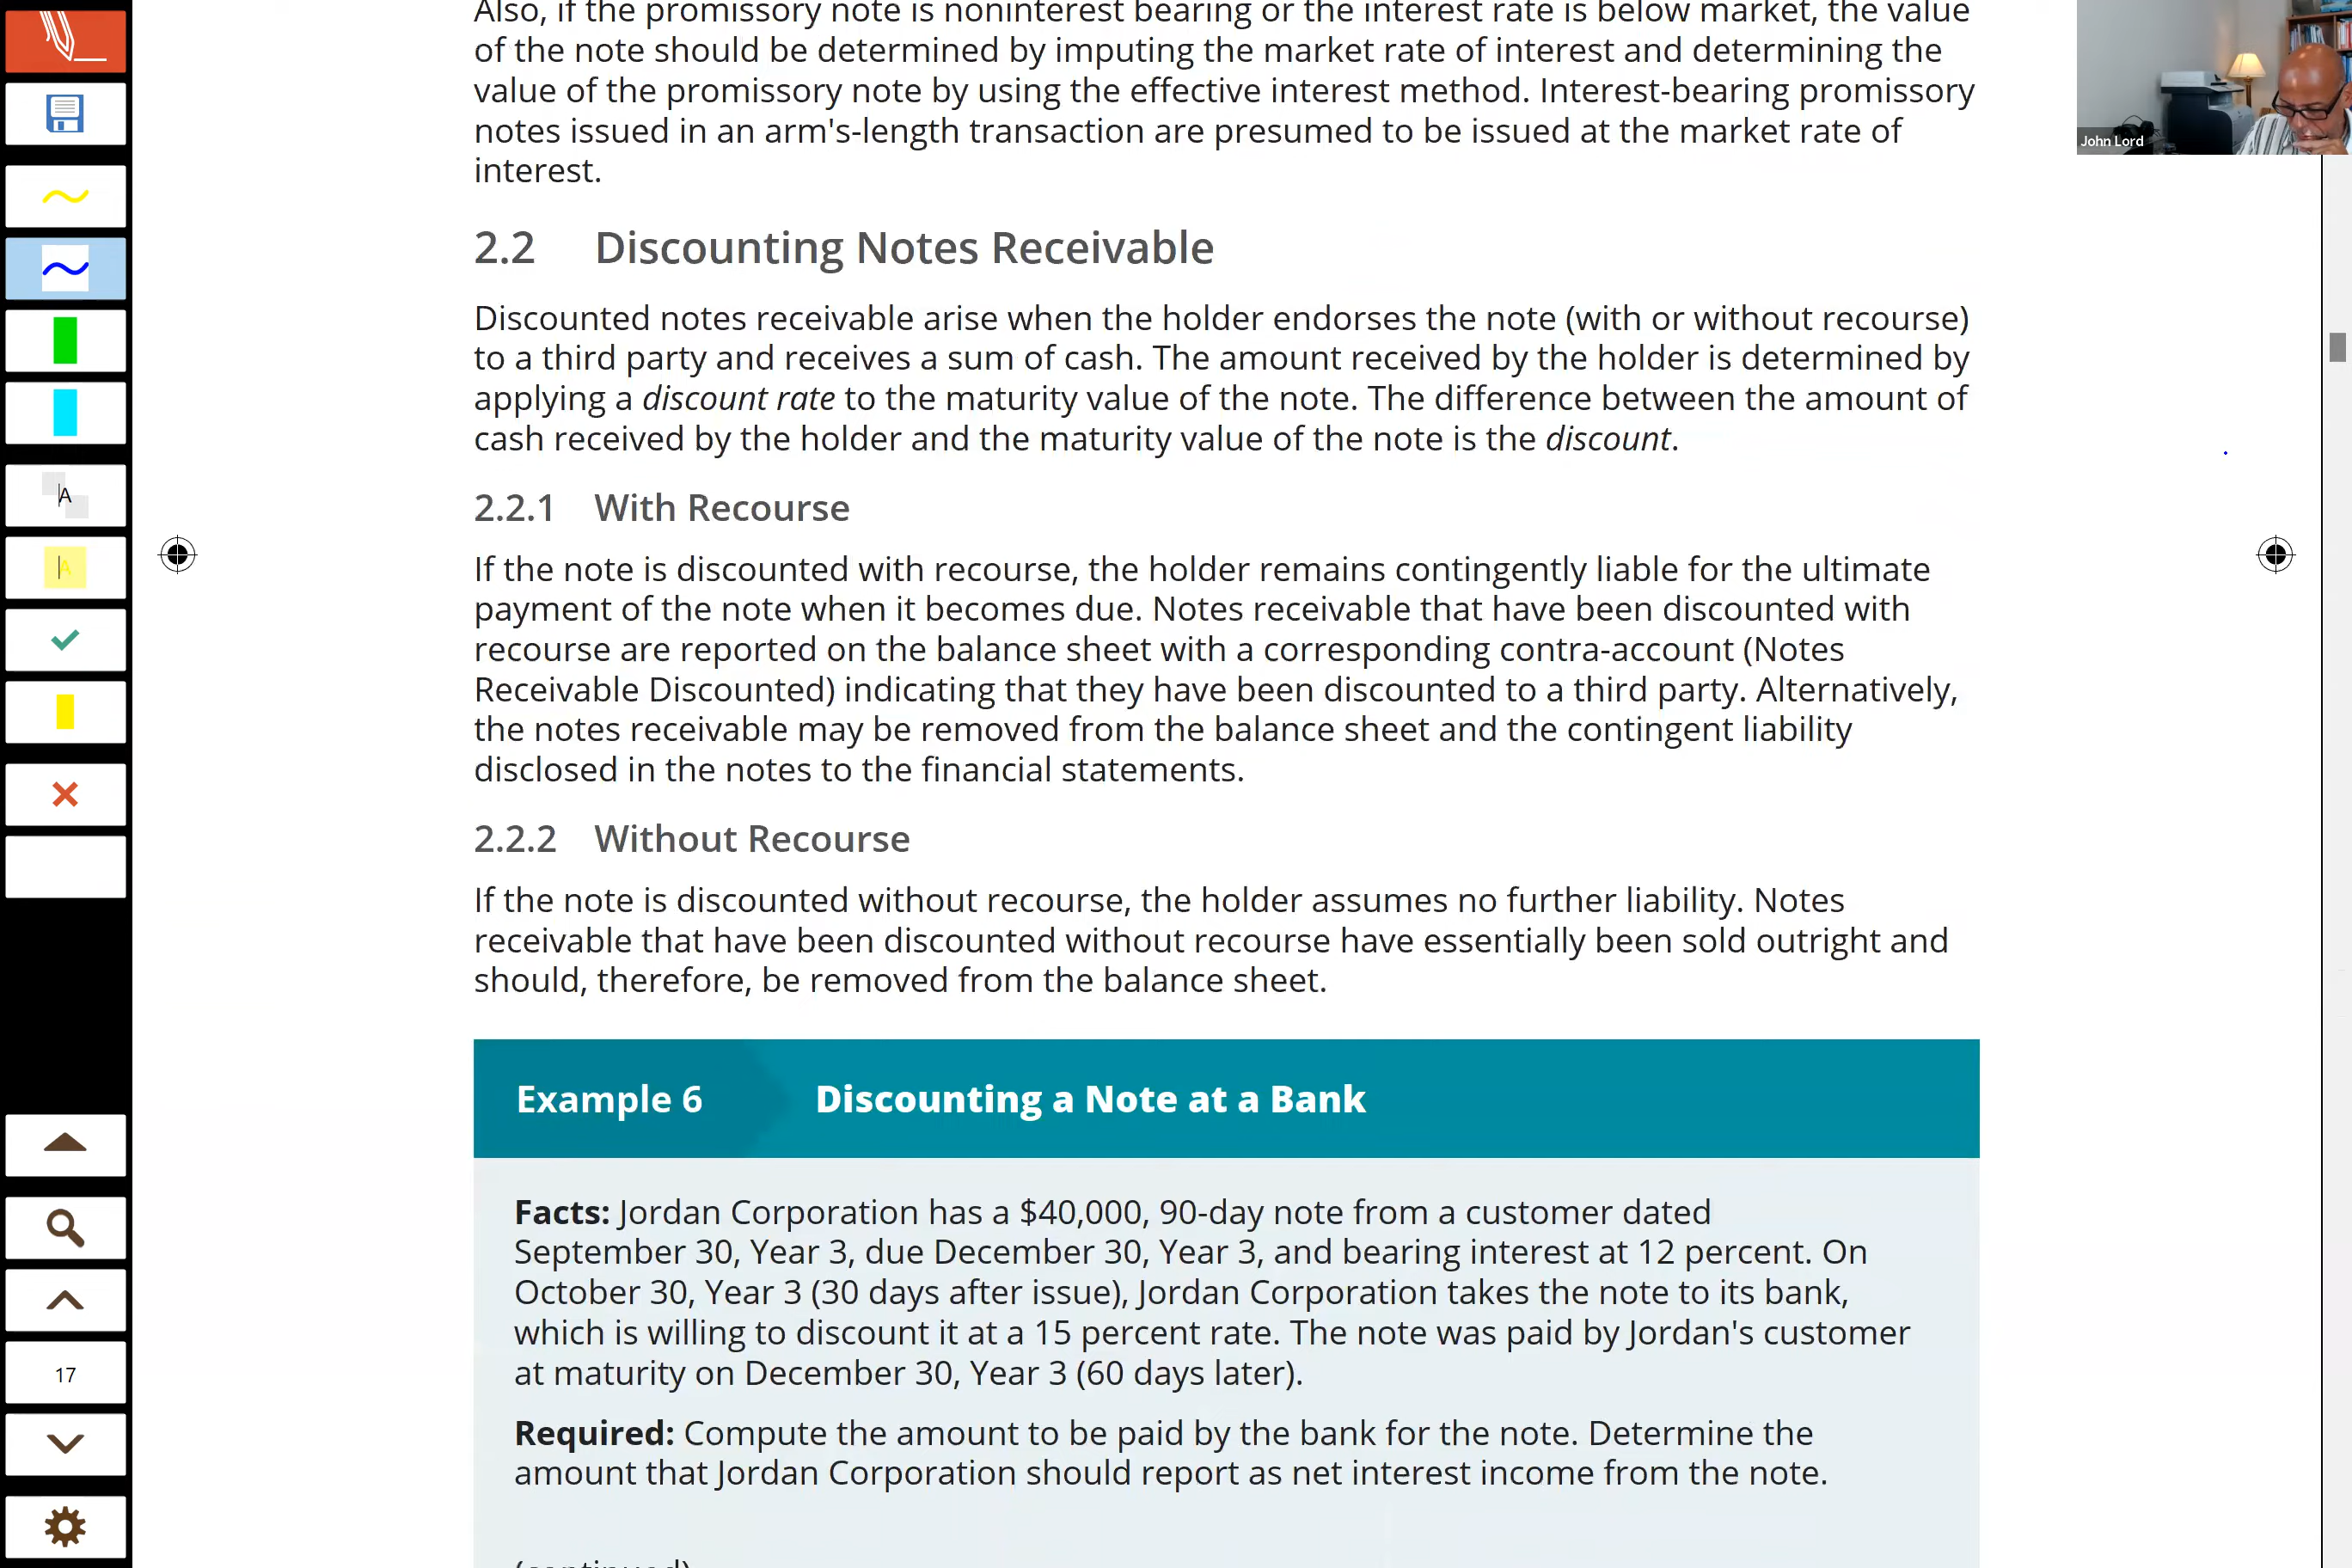 Also, if the promissory note is noninterest bearing or the interest rate is below market, the value
of the note should be determined by imputing the market rate of interest and determining the
value of the promissory note by using the effective interest method. Interest-bearing promissory
notes issued in an arm's-length transaction are presumed to be issued at the market rate of
interest.
John Lord
2.2 Discounting Notes Receivable
Discounted notes receivable arise when the holder endorses the note (with or without recourse)
to a third party and receives a sum of cash. The amount received by the holder is determined by
applying a discount rate to the maturity value of the note. The difference between the amount of
cash received by the holder and the maturity value of the note is the discount.
2.2.1 With Recourse
If the note is discounted with recourse, the holder remains contingently liable for the ultimate
payment of the note when it becomes due. Notes receivable that have been discounted with
recourse are reported on the balance sheet with a corresponding contra-account (Notes
Receivable Discounted) indicating that they have been discounted to a third party. Alternatively,
the notes receivable may be removed from the balance sheet and the contingent liability
disclosed in the notes to the financial statements.
2.2.2 Without Recourse
If the note is discounted without recourse, the holder assumes no further liability. Notes
receivable that have been discounted without recourse have essentially been sold outright and
should, therefore, be removed from the balance sheet.
Example 6 Discounting a Note at a Bank
Facts: Jordan Corporation has a $40,000, 90-day note from a customer dated
September 30, Year 3, due December 30, Year 3, and bearing interest at 12 percent. On
October 30, Year 3 (30 days after issue), Jordan Corporation takes the note to its bank,
which is willing to discount it at a 15 percent rate. The note was paid by Jordan's customer
at maturity on December 30, Year 3 (60 days later).
Required: Compute the amount to be paid by the bank for the note. Determine the
amount that Jordan Corporation should report as net interest income from the note.
(continued)
A
A
17